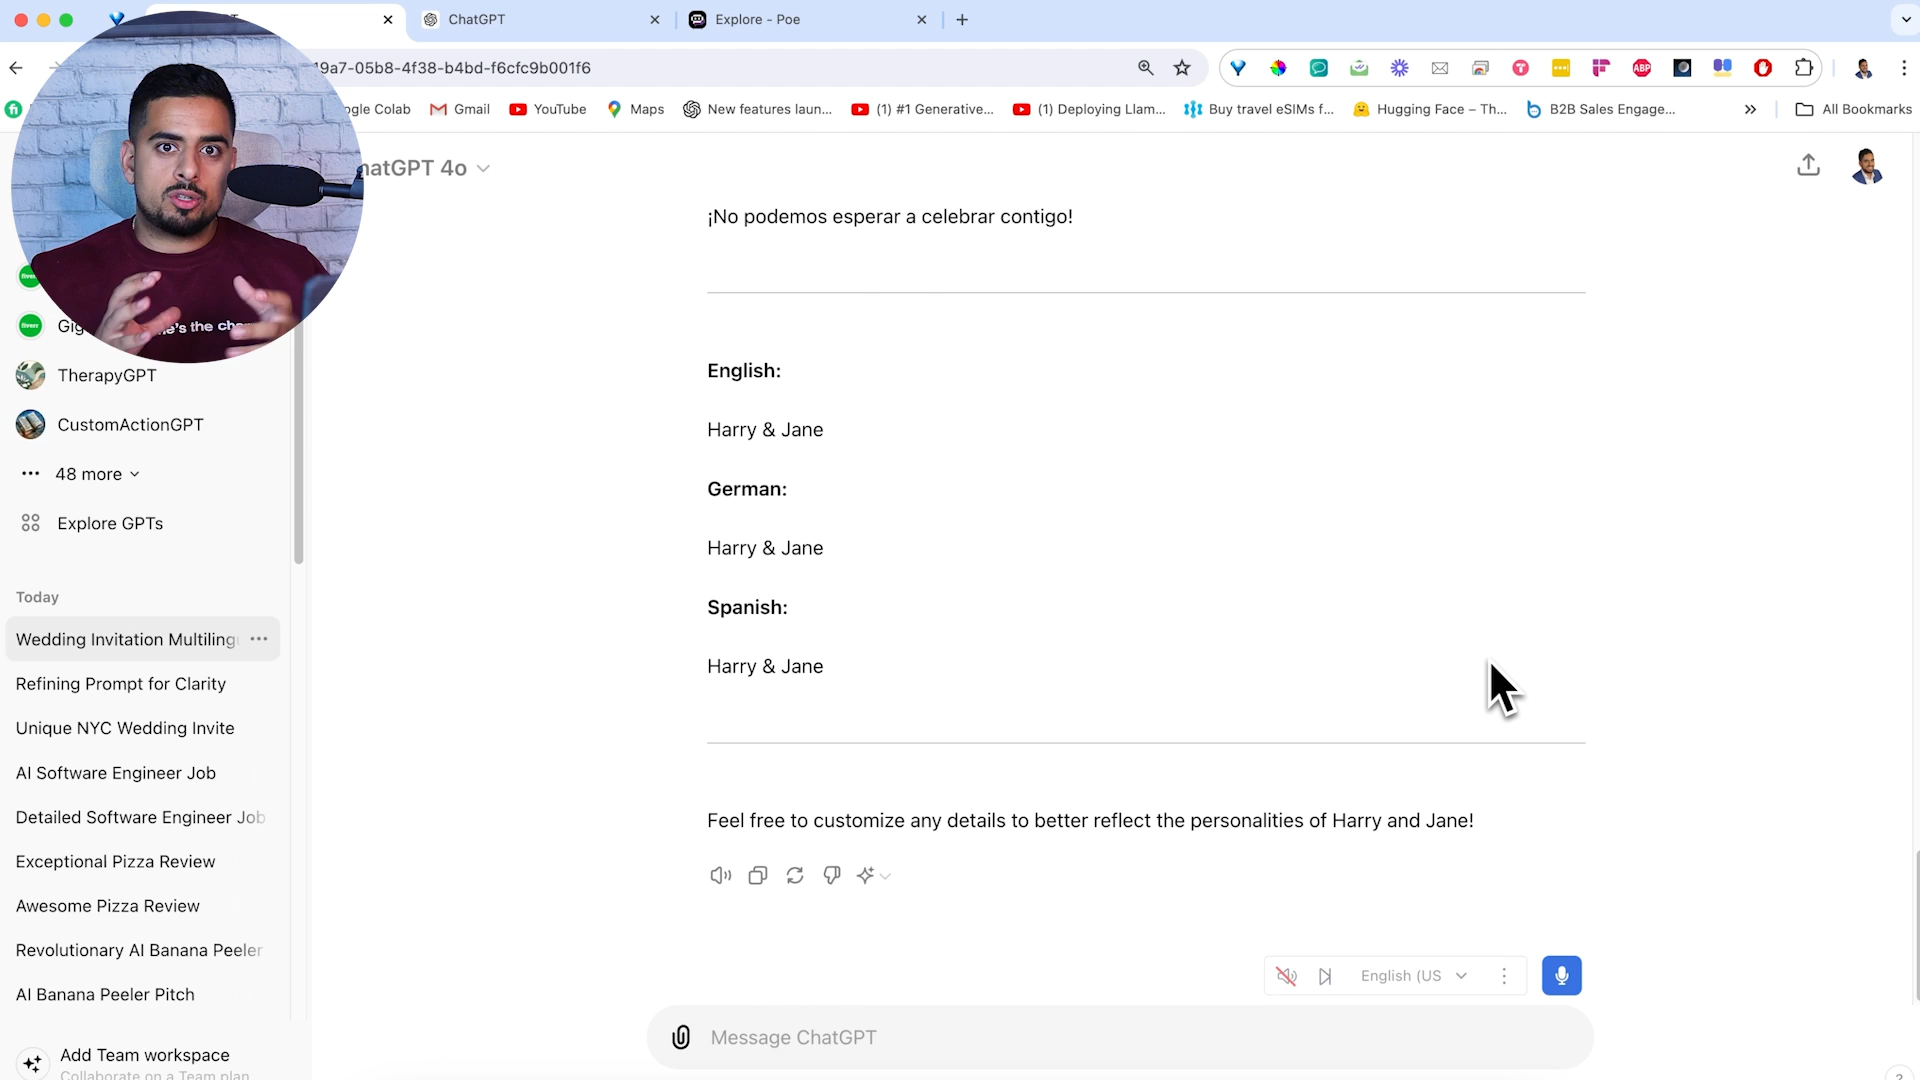 ChatGPT
Explore - Poe
19a7-05b8-4f38-b4bd-f6cfc9b001f6
ogle Colab
Gmail
YouTube
Maps
New features laun...
(1) #1 Generative...
(1) Deploying Llam...
Buy travel eSIMs f...
Hugging Face – Th...
B2B Sales Engage...
All Bookmarks
hatGPT 4o
ABP
¡No podemos esperar a celebrar contigo!
English:
Harry & Jane
German:
Harry & Jane
Spanish:
Harry & Jane
Feel free to customize any details to better reflect the personalities of Harry and Jane!
fiverr
Gig
TherapyGPT
CustomActionGPT
48 more
Explore GPTs
Today
Wedding Invitation Multiling
Refining Prompt for Clarity
Unique NYC Wedding Invite
AI Software Engineer Job
Detailed Software Engineer Job
Exceptional Pizza Review
Awesome Pizza Review
Revolutionary AI Banana Peeler
AI Banana Peeler Pitch
Add Team workspace
Collaborate on a Team plan
English (US
Message ChatGPT
?